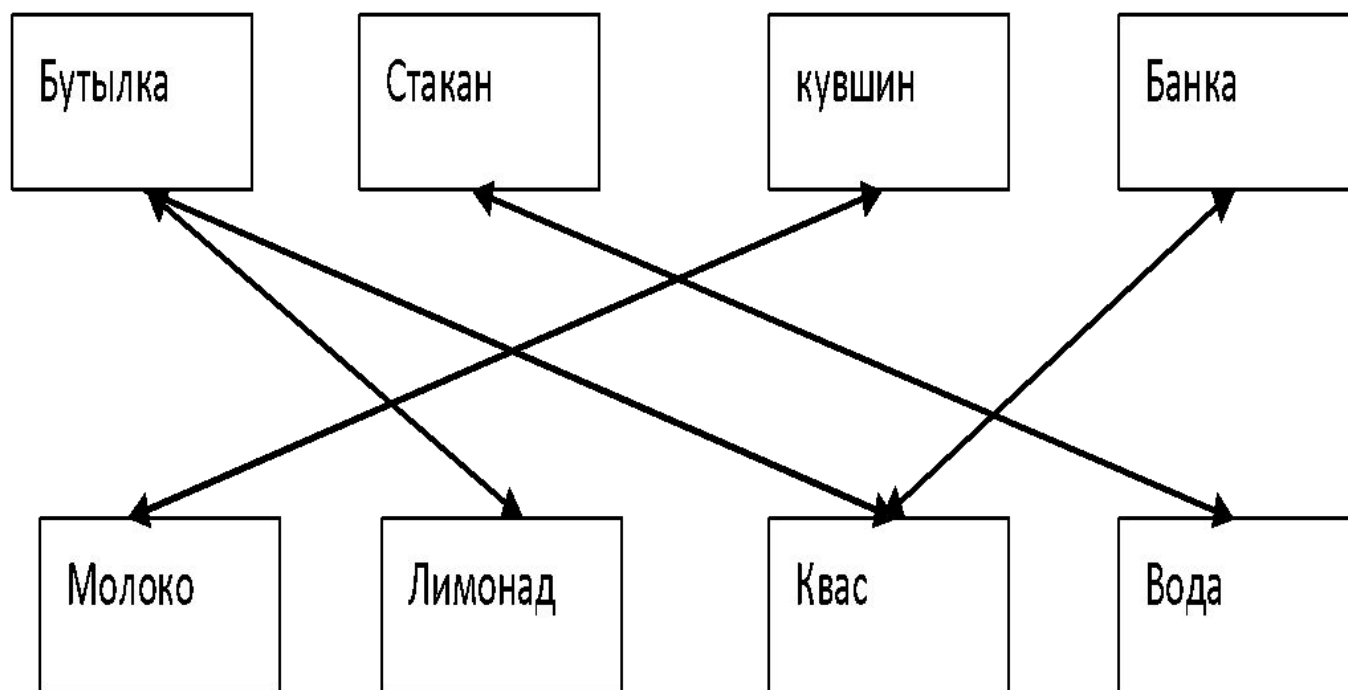 Бутылка
Стакан
кувшин
Банка
Молоко
Лимонад
Квас
Вода